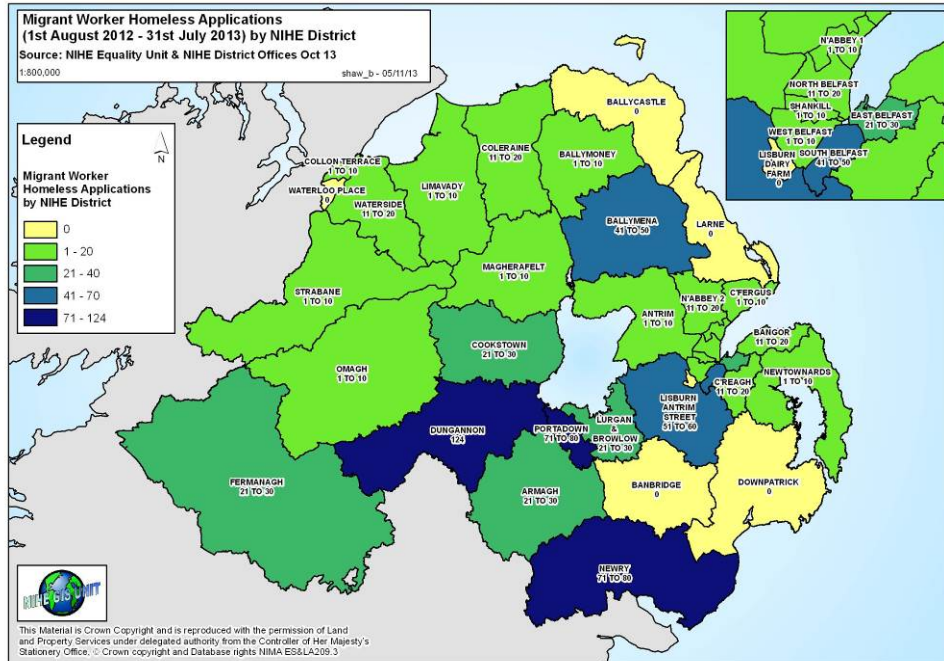 Migrant Worker Homeless Applications
(1st August 2012 - 31st July 2013) by NIHE District
Source: NIHE Equality Unit & NIHE District Offices Oct 13
1:800,000
shaw_b - 05/11/13
Legend
N
Migrant Worker
Homeless Applications
by NIHE District
0
1 - 20
21 - 40
41 - 70
71 - 124
N'ABBEY 1
1 TO 10
NORTH BELFAST
11 TO 20
SHANKILL
1 TO 10
EAST BELFAST
21 TO 30
WEST BELFAST
1 TO 10
LISBURN
DAIRY
FARM
0
SOUTH BELFAST
41 TO 50
BALLYCASTLE
0
COLERAINE
11 TO 20
BALLYMONEY
1 TO 10
COLLON TERRACE
1 TO 10
LIMAVADY
1 TO 10
WATERLOO PLACE
0
WATERSIDE
11 TO 20
BALLYMENA
41 TO 50
LARNE
0
MAGHERAFELT
1 TO 10
STRABANE
1 TO 10
N'ABBEY 2
11 TO 20
C'FERGUS
1 TO 10
ANTRIM
1 TO 10
BANGOR
11 TO 20
COOKSTOWN
21 TO 30
OMAGH
1 TO 10
C'REAGH
11 TO 20
NEWTOWNARDS
1 TO 10
LISBURN
ANTRIM
STREET
51 TO 60
DUNGANNON
124
PORTADOWN
71 TO 80
LURGAN
&
BROWLOW
21 TO 30
FERMANAGH
21 TO 30
ARMAGH
21 TO 30
BANBRIDGE
0
DOWNPATRICK
0
NEWRY
71 TO 80
NIHE GIS UNIT
This Material is Crown Copyright and is reproduced with the permission of Land
and Property Services under delegated authority from the Controller of Her Majesty's
Stationery Office, © Crown copyright and Database rights NIMA ES&LA209.3